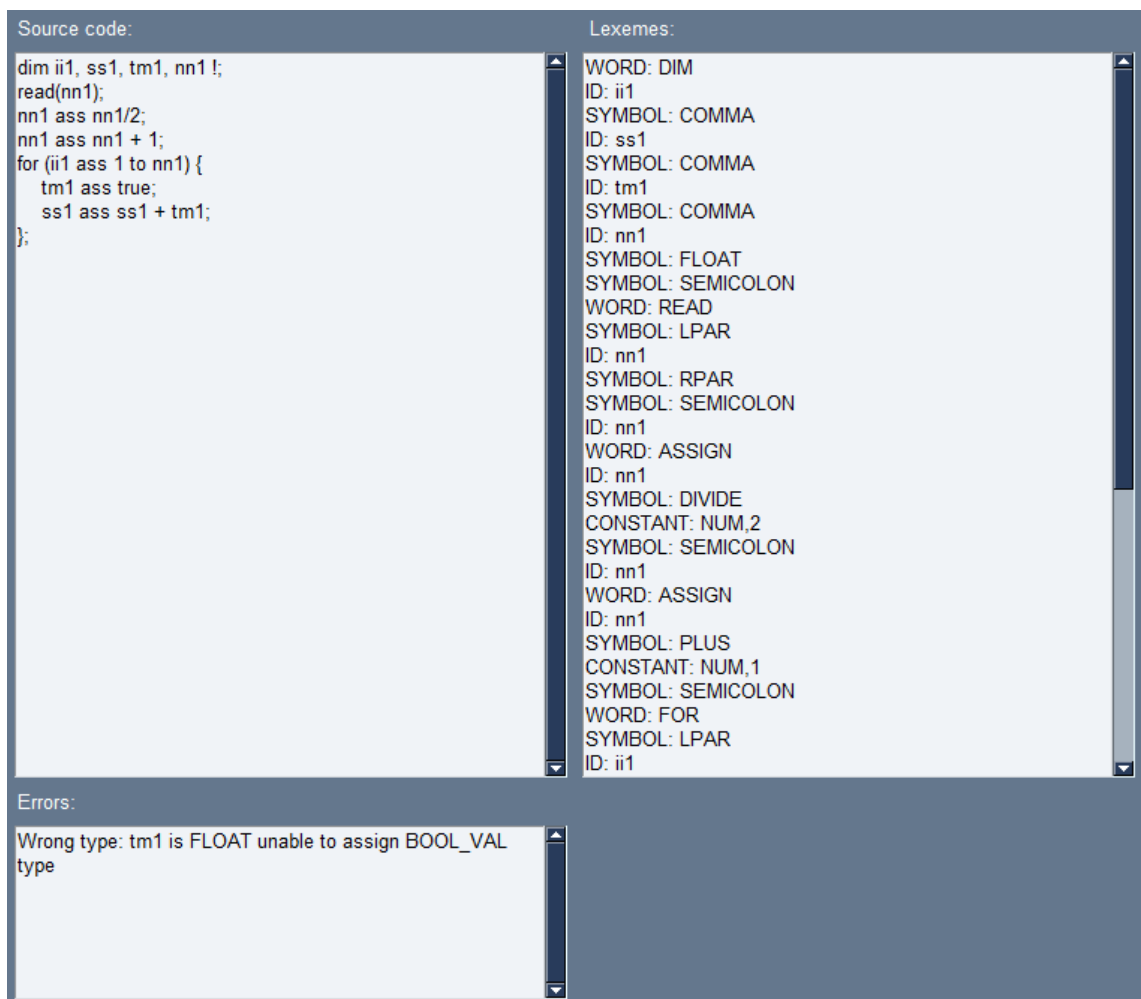 Source code:
dim ii1, ss1, tm1, nn1 !;
read(nn1);
nn1 ass nn1/2;
nn1 ass nn1 + 1;
for (ii1 ass 1 to nn1) {
tm1 ass true;
ss1 ass ss1 + tm1;
};
Lexemes:
WORD: DIM
ID: ii1
SYMBOL: COMMA
ID: ss1
SYMBOL: COMMA
ID: tm1
SYMBOL: COMMA
ID: nn1
SYMBOL: FLOAT
SYMBOL: SEMICOLON
WORD: READ
SYMBOL: LPAR
ID: nn1
SYMBOL: RPAR
SYMBOL: SEMICOLON
ID: nn1
WORD: ASSIGN
ID: nn1
SYMBOL: DIVIDE
CONSTANT: NUM,2
SYMBOL: SEMICOLON
ID: nn1
WORD: ASSIGN
ID: nn1
SYMBOL: PLUS
CONSTANT: NUM,1
SYMBOL: SEMICOLON
WORD: FOR
SYMBOL: LPAR
ID: ii1
Errors:
Wrong type: tm1 is FLOAT unable to assign BOOL_VAL
type